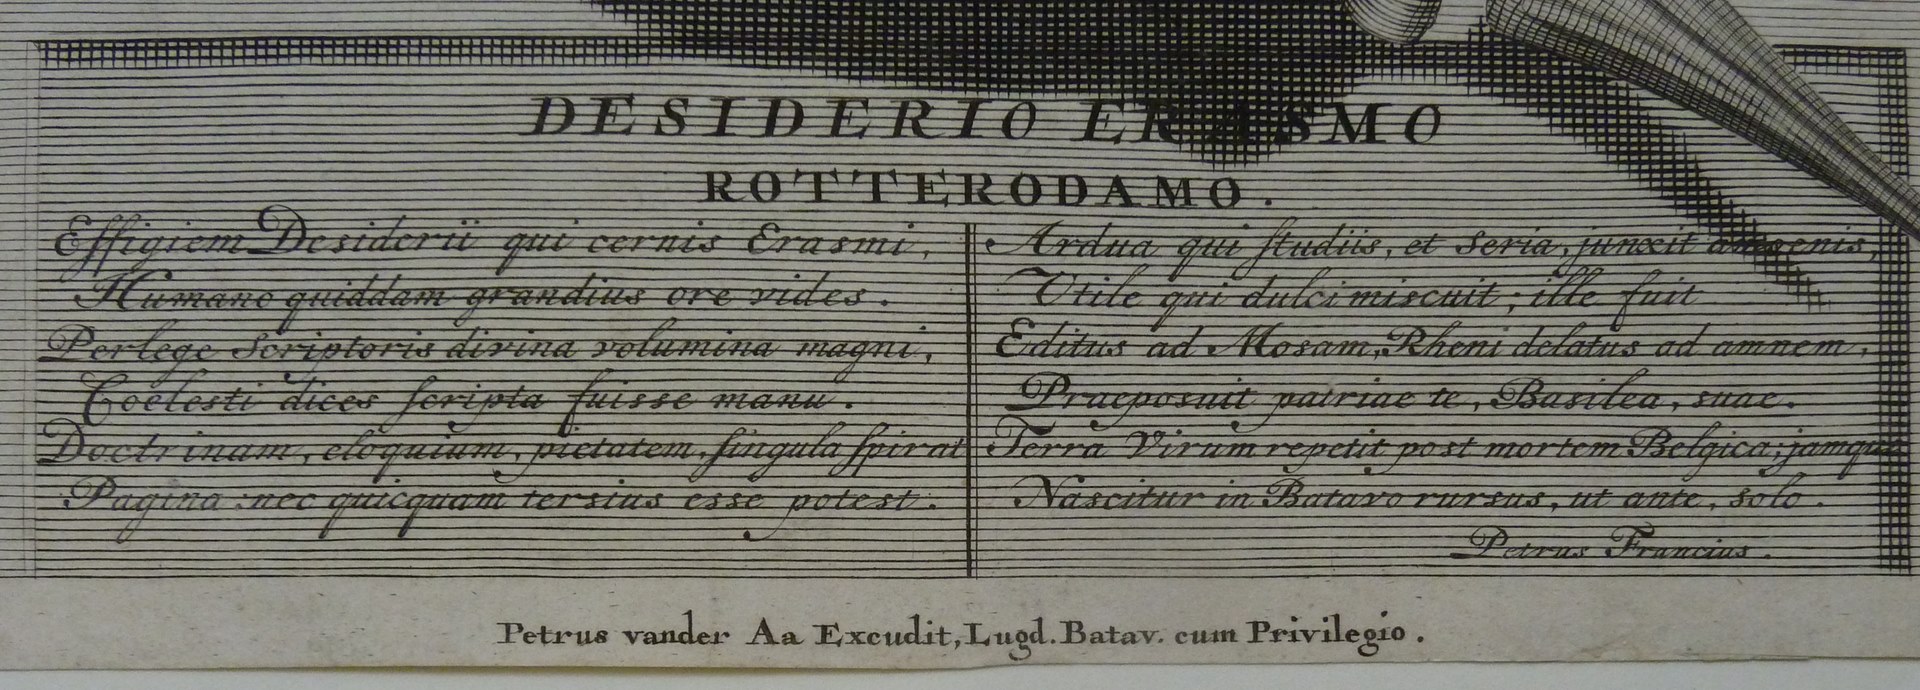 DESIDERIO ERASMO
ROTTERODAMO.
Effigiem Desiderii qui cernis Erasmi,
Humano quiddam grandius ore vides.
Perlege Scriptoris divina volumina magni,
Coelesti dices scripta fuisse manu.
Doctrinam, eloquium, pietatem, singula spirat
Pagina: nec quicquam tersius esse potest.
Ardua qui studiis, et seria, junxit amoenis,
Utile qui dulci miscuit; ille fuit
Editus ad Mosam, Rheni delatus ad amnem,
Praeposuit patriae te, Basilea, suae.
Terra Virum repetit post mortem Belgica; jamque
Nascitur in Batavo rursus, ut ante, solo.
Petrus Francius.
Petrus vander Aa Excudit, Lugd. Batav. cum Privilegio.